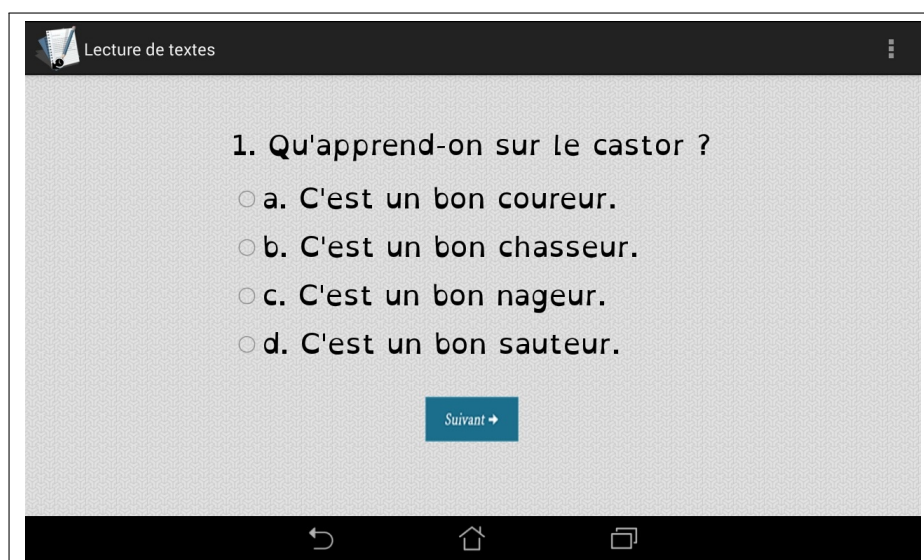 Lecture de textes
1. Qu'apprend-on sur le castor ?
a. C'est un bon coureur.
b. C'est un bon chasseur.
c. C'est un bon nageur.
d. C'est un bon sauteur.
Suivant →